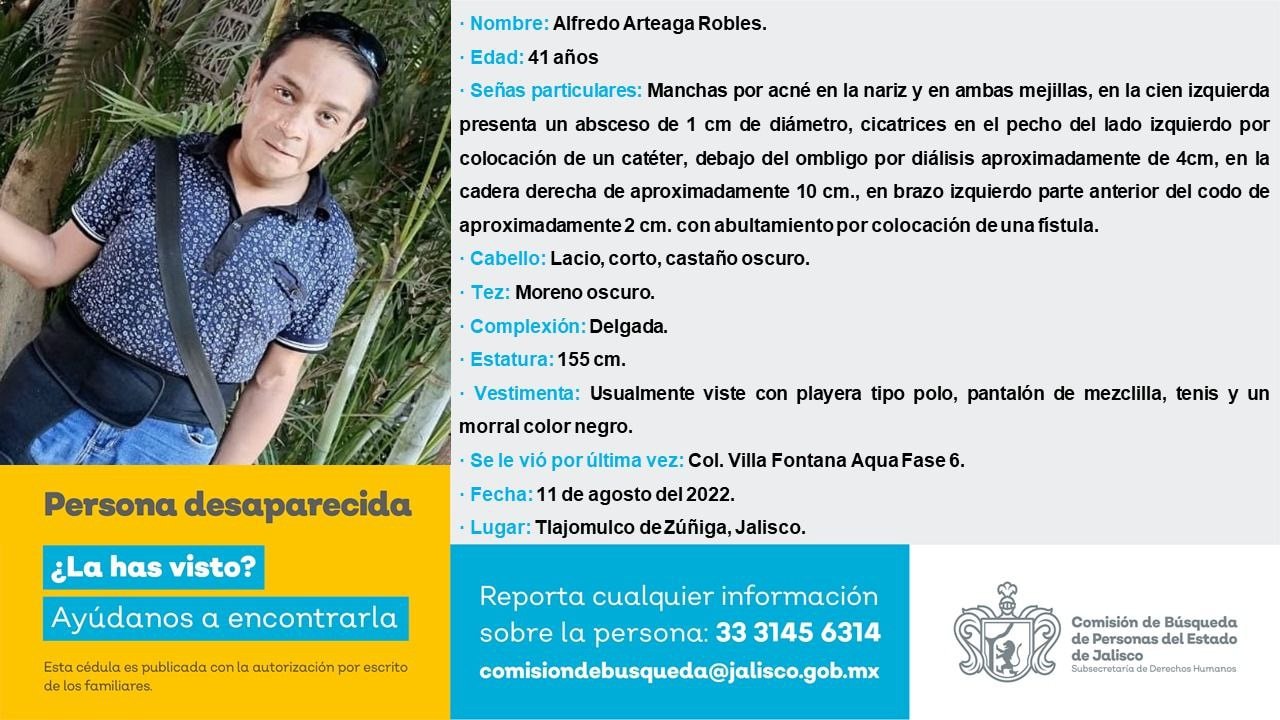 · Nombre: Alfredo Arteaga Robles.
· Edad: 41 años
· Señas particulares: Manchas por acné en la nariz y en ambas mejillas, en la cien izquierda
presenta un absceso de 1 cm de diámetro, cicatrices en el pecho del lado izquierdo por
colocación de un catéter, debajo del ombligo por diálisis aproximadamente de 4cm, en la
cadera derecha de aproximadamente 10 cm., en brazo izquierdo parte anterior del codo de
aproximadamente 2 cm. con abultamiento por colocación de una fístula.
· Cabello: Lacio, corto, castaño oscuro.
· Tez: Moreno oscuro.
· Complexión: Delgada.
· Estatura: 155 cm.
· Vestimenta: Usualmente viste con playera tipo polo, pantalón de mezclilla, tenis y un
morral color negro.
· Se le vió por última vez: Col. Villa Fontana Aqua Fase 6.
· Fecha: 11 de agosto del 2022.
· Lugar: Tlajomulco de Zúñiga, Jalisco.
Persona desaparecida
¿La has visto?
Ayúdanos a encontrarla
Esta cédula es publicada con la autorización por escrito
de los familiares.
Reporta cualquier información
sobre la persona: 33 3145 6314
comisiondebusqueda@jalisco.gob.mx
Comisión de Búsqueda
de Personas del Estado
de Jalisco
Subsecretaría de Derechos Humanos